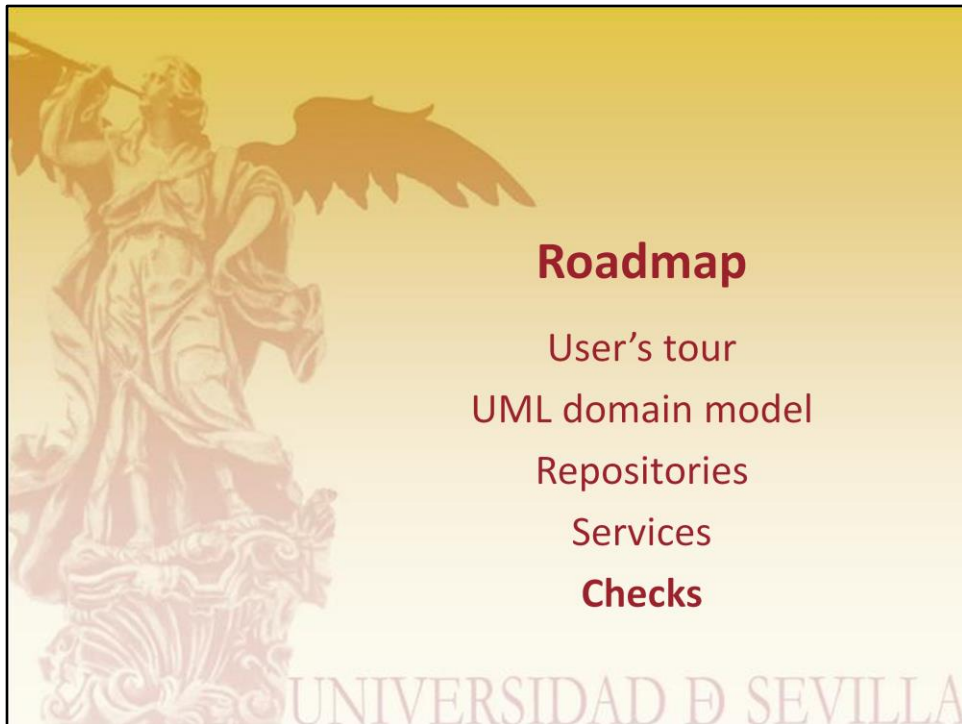 Roadmap
User’s tour
UML domain model
Repositories
Services
Checks
UNIVERSIDAD Ð SEVILLA